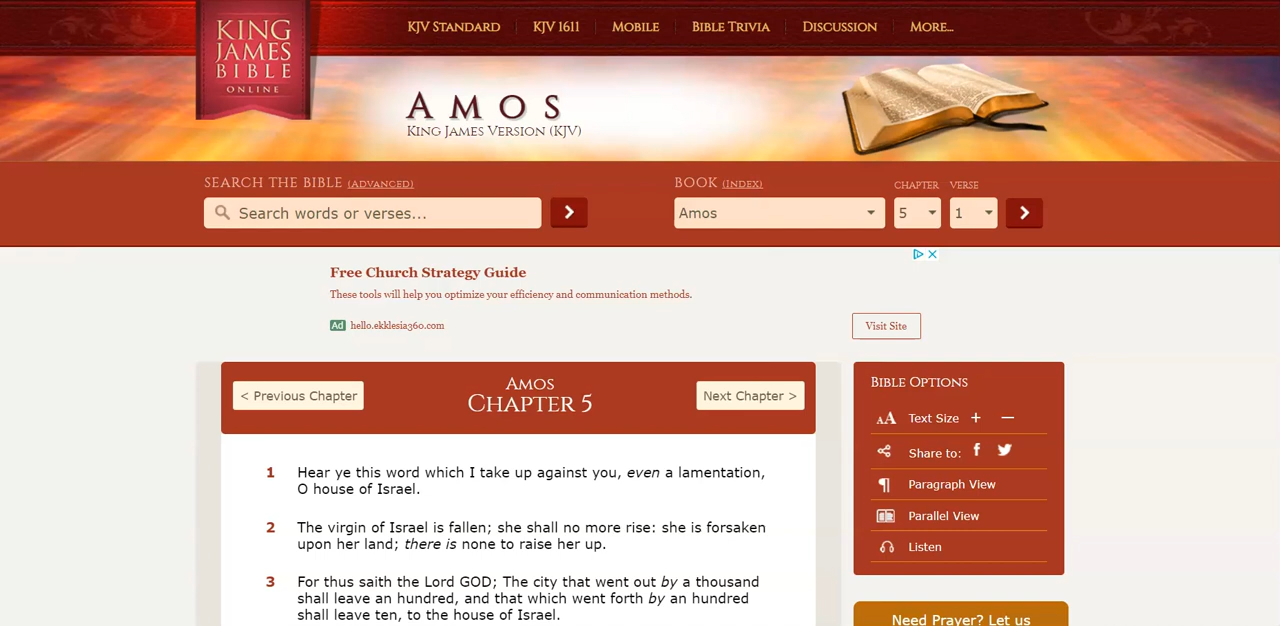 KING
JAMES
BIBLE
ONLINE
KJV STANDARD
KJV 1611
MOBILE
BIBLE TRIVIA
DISCUSSION
MORE...
AMOS
KING JAMES VERSION (KJV)
SEARCH THE BIBLE (ADVANCED)
Search words or verses...
BOOK (INDEX)
CHAPTER
VERSE
Amos
5
1
Free Church Strategy Guide
These tools will help you optimize your efficiency and communication methods.
Ad hello.ekklesia360.com
Visit Site
< Previous Chapter
AMOS
CHAPTER 5
Next Chapter >
1 Hear ye this word which I take up against you, even a lamentation,
O house of Israel.
2 The virgin of Israel is fallen; she shall no more rise: she is forsaken
upon her land; there is none to raise her up.
3 For thus saith the Lord GOD; The city that went out by a thousand
shall leave an hundred, and that which went forth by an hundred
shall leave ten, to the house of Israel.
BIBLE OPTIONS
AA Text Size + —
Share to:
Paragraph View
Parallel View
Listen
Need Prayer? Let us